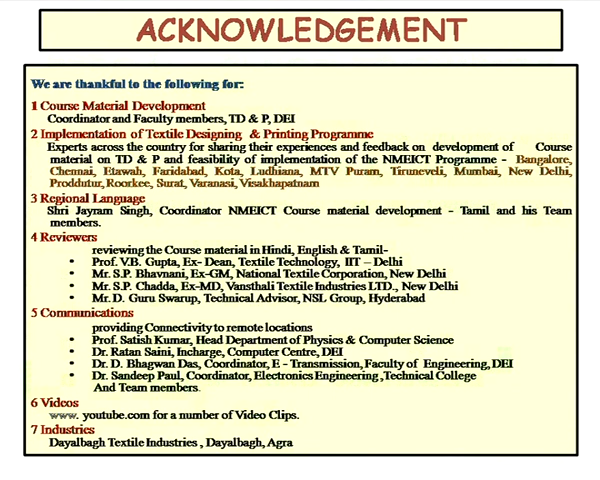 ACKNOWLEDGEMENT
We are thankful to the following for:
1 Course Material Development
Coordinator and Faculty members, TD & P, DEI
2 Implementation of Textile Designing & Printing Programme
Experts across the country for sharing their experiences and feedback on development of Course
material on TD & P and feasibility of implementation of the NMEICT Programme - Bangalore,
Chennai, Etawah, Faridabad, Kota, Ludhiana, MTV Puram, Tiruneveli, Mumbai, New Delhi,
Proddutur, Roorkee, Surat, Varanasi, Visakhapatnam
3 Regional Language
Shri Jayram Singh, Coordinator NMEICT Course material development - Tamil and his Team
members.
4 Reviewers
reviewing the Course material in Hindi, English & Tamil-
• Prof. V.B. Gupta, Ex- Dean, Textile Technology, IIT – Delhi
• Mr. S.P. Bhavnani, Ex-GM, National Textile Corporation, New Delhi
• Mr. S.P. Chadda, Ex-MD, Vansthali Textile Industries LTD., New Delhi
• Mr. D. Guru Swarup, Technical Advisor, NSL Group, Hyderabad
5 Communications
providing Connectivity to remote locations
• Prof. Satish Kumar, Head Department of Physics & Computer Science
• Dr. Ratan Saini, Incharge, Computer Centre, DEI
• Dr. D. Bhagwan Das, Coordinator, E - Transmission, Faculty of Engineering, DEI
• Dr. Sandeep Paul, Coordinator, Electronics Engineering ,Technical College
And Team members.
6 Videos
www. youtube.com for a number of Video Clips.
7 Industries
Dayalbagh Textile Industries , Dayalbagh, Agra